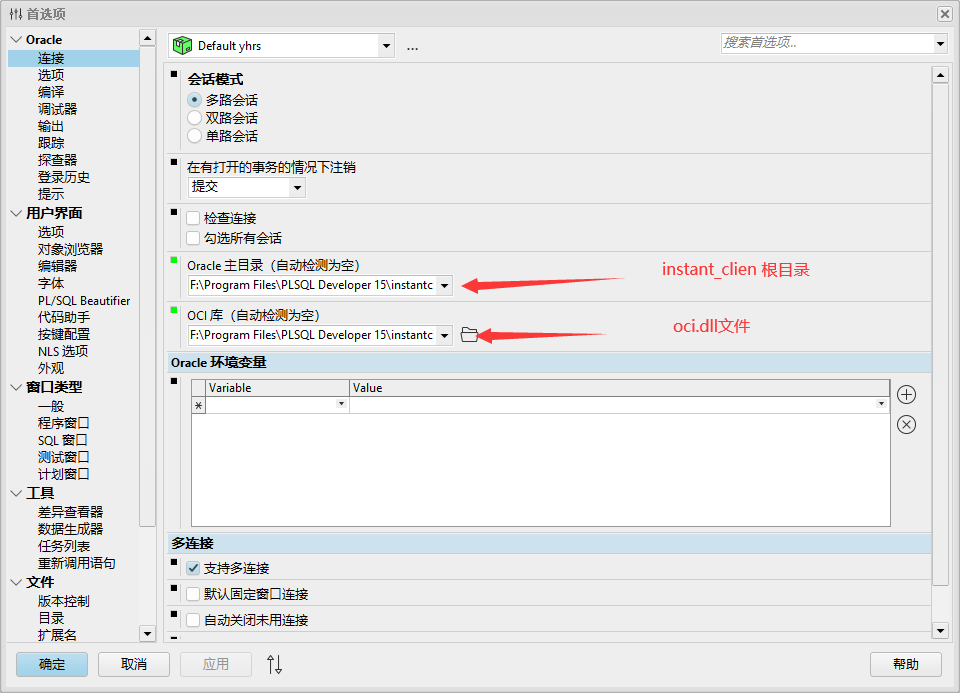 首选项
Oracle
连接
选项
编译
调试器
输出
跟踪
探查器
登录历史
提示
用户界面
选项
对象浏览器
编辑器
字体
PL/SQL Beautifier
代码助手
按键配置
NLS 选项
外观
窗口类型
一般
程序窗口
SQL 窗口
测试窗口
计划窗口
工具
差异查看器
数据生成器
任务列表
重新调用语句
文件
版本控制
目录
扩展名
Default yhrs
...
搜索首选项..
会话模式
多路会话
双路会话
单路会话
在有打开的事务的情况下注销
提交
检查连接
勾选所有会话
Oracle 主目录（自动检测为空）
F:\Program Files\PLSQL Developer 15\instantc
instant_clien 根目录
OCI 库（自动检测为空）
F:\Program Files\PLSQL Developer 15\instantc
oci.dll文件
Oracle 环境变量
Variable Value
*
多连接
支持多连接
默认固定窗口连接
自动关闭未用连接
确定 取消 应用 帮助